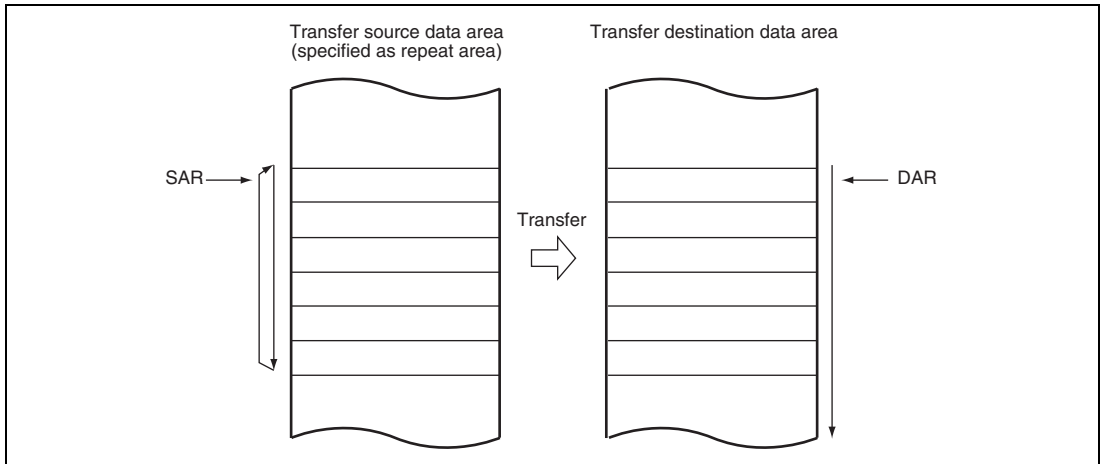 Transfer source data area
(specified as repeat area)
Transfer destination data area
SAR
Transfer
DAR